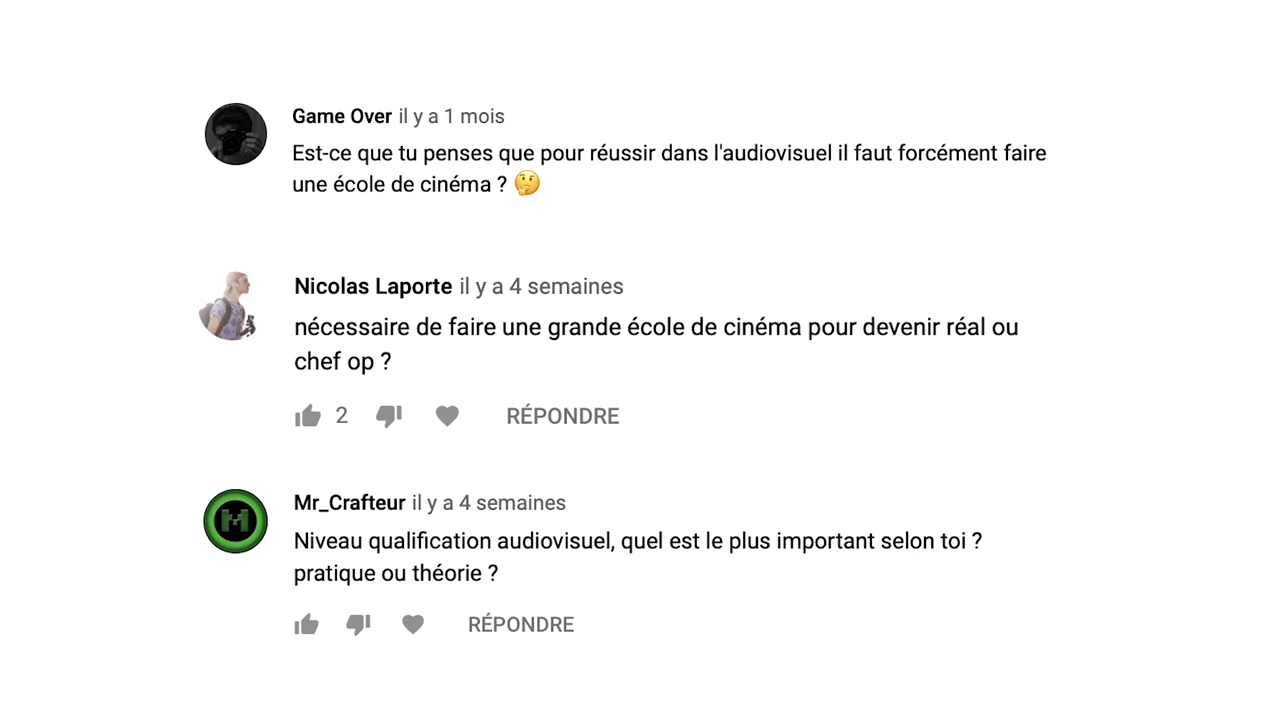 Game Over il y a 1 mois
Est-ce que tu penses que pour réussir dans l'audiovisuel il faut forcément faire
une école de cinéma ? 🤔
Nicolas Laporte il y a 4 semaines
nécessaire de faire une grande école de cinéma pour devenir réal ou
chef op ?
2 RÉPONDRE
Mr_Crafteur il y a 4 semaines
Niveau qualification audiovisuel, quel est le plus important selon toi ?
pratique ou théorie ?
RÉPONDRE